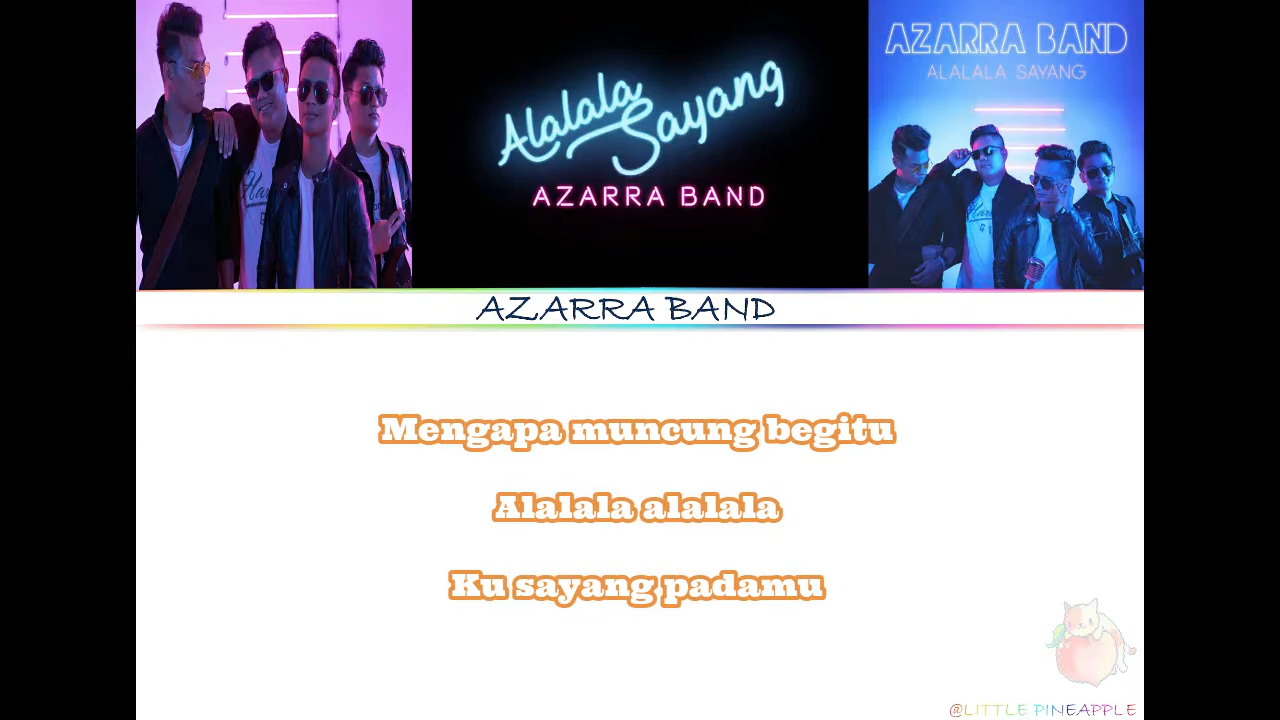 Alalala Sayang
AZARRA BAND
AZARRA BAND
ALALALA SAYANG
AZARRA BAND
Mengapa muncung begitu
Alalala alalala
Ku sayang padamu
@LITTLE PINEAPPLE